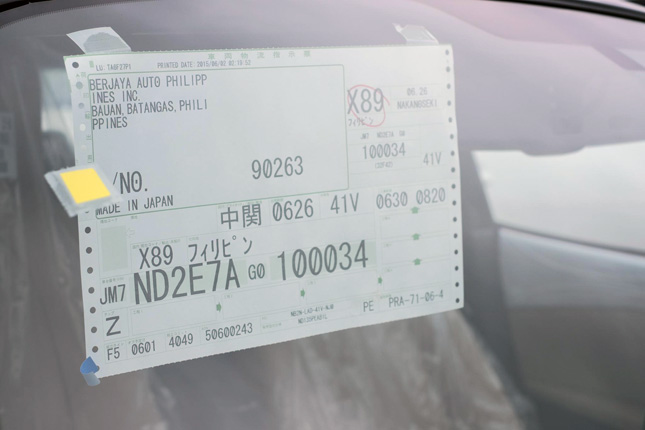 LU. TA6F27P1 PRINTED DATE: 2015/06/02 02:19:52
BERJAYA AUTO PHILIPP
INES INC.
BAUAN,BATANGAS,PHILI
PPINES
/NO. 90263
MADE IN JAPAN
X89 06.26
NAKANOSEKI
フィリピン
100034
41V
中関 0626 41V 0630 0820
X89 フィリピン
JM7 ND2E7A G0 100034
Z
PE PRA-71-06-4
F5 0601 4049 50600243